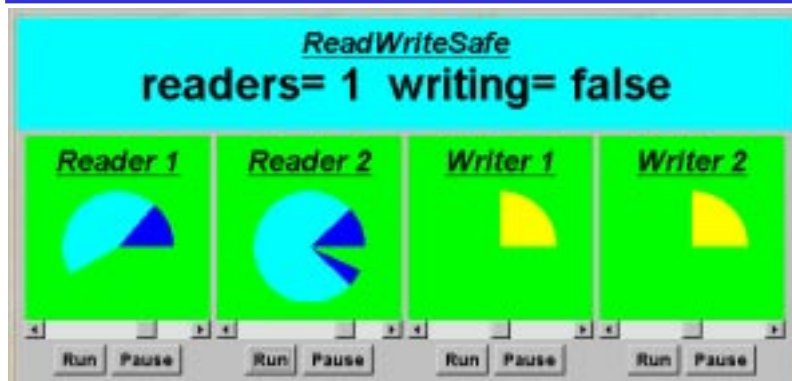 ReadWriteSafe
readers= 1 writing= false
Reader 1 Reader 2 Writer 1 Writer 2
Run Pause Run Pause Run Pause Run Pause